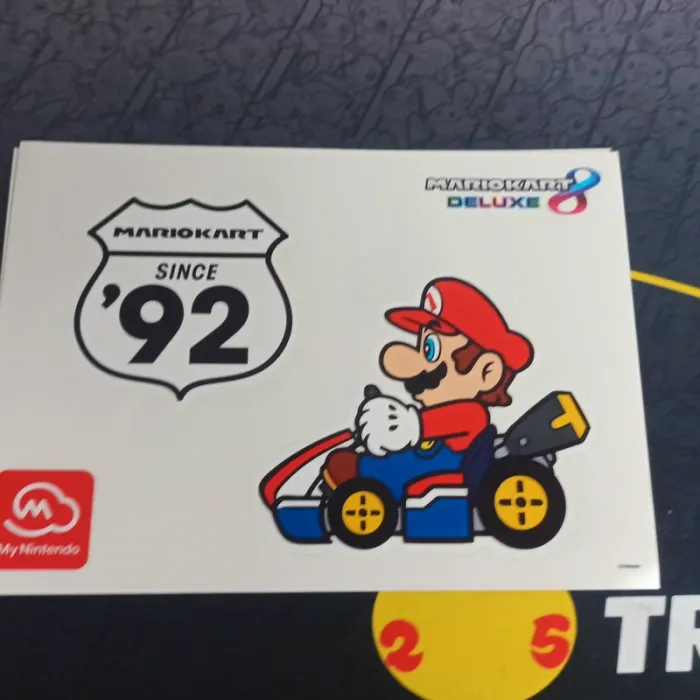 MARIOKART 8
DELUXE
MARIOKART
SINCE
'92
M
My Nintendo
2 5
TR